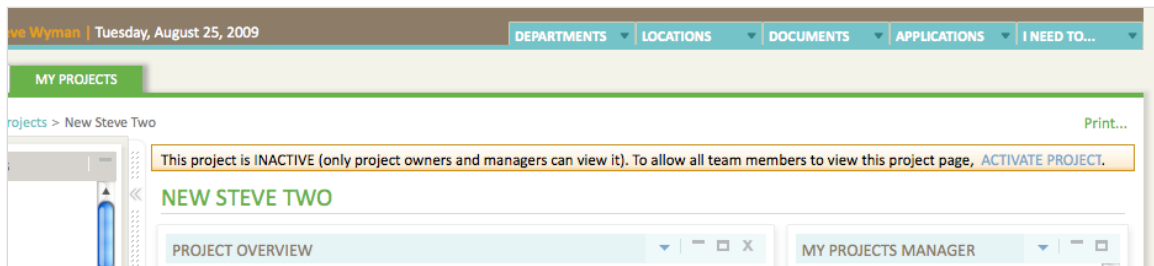 Wyman | Tuesday, August 25, 2009
DEPARTMENTS LOCATIONS DOCUMENTS APPLICATIONS I NEED TO...
MY PROJECTS
rojects > New Steve Two
Print...
This project is INACTIVE (only project owners and managers can view it). To allow all team members to view this project page, ACTIVATE PROJECT.
NEW STEVE TWO
PROJECT OVERVIEW
MY PROJECTS MANAGER